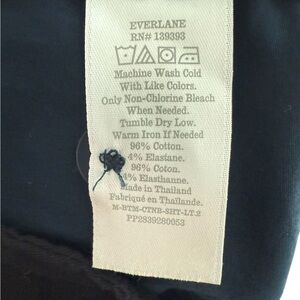 EVERLANE
RN# 139393
Machine Wash Cold
With Like Colors.
Only Non-Chlorine Bleach
When Needed.
Tumble Dry Low.
Warm Iron If Needed
96% Cotton.
4% Elastane.
96% Coton.
4% Elasthanne.
Made in Thailand
Fabriqué en Thaïlande.
M-BTM-CTNB-SHT-LT.2
PP2839280053